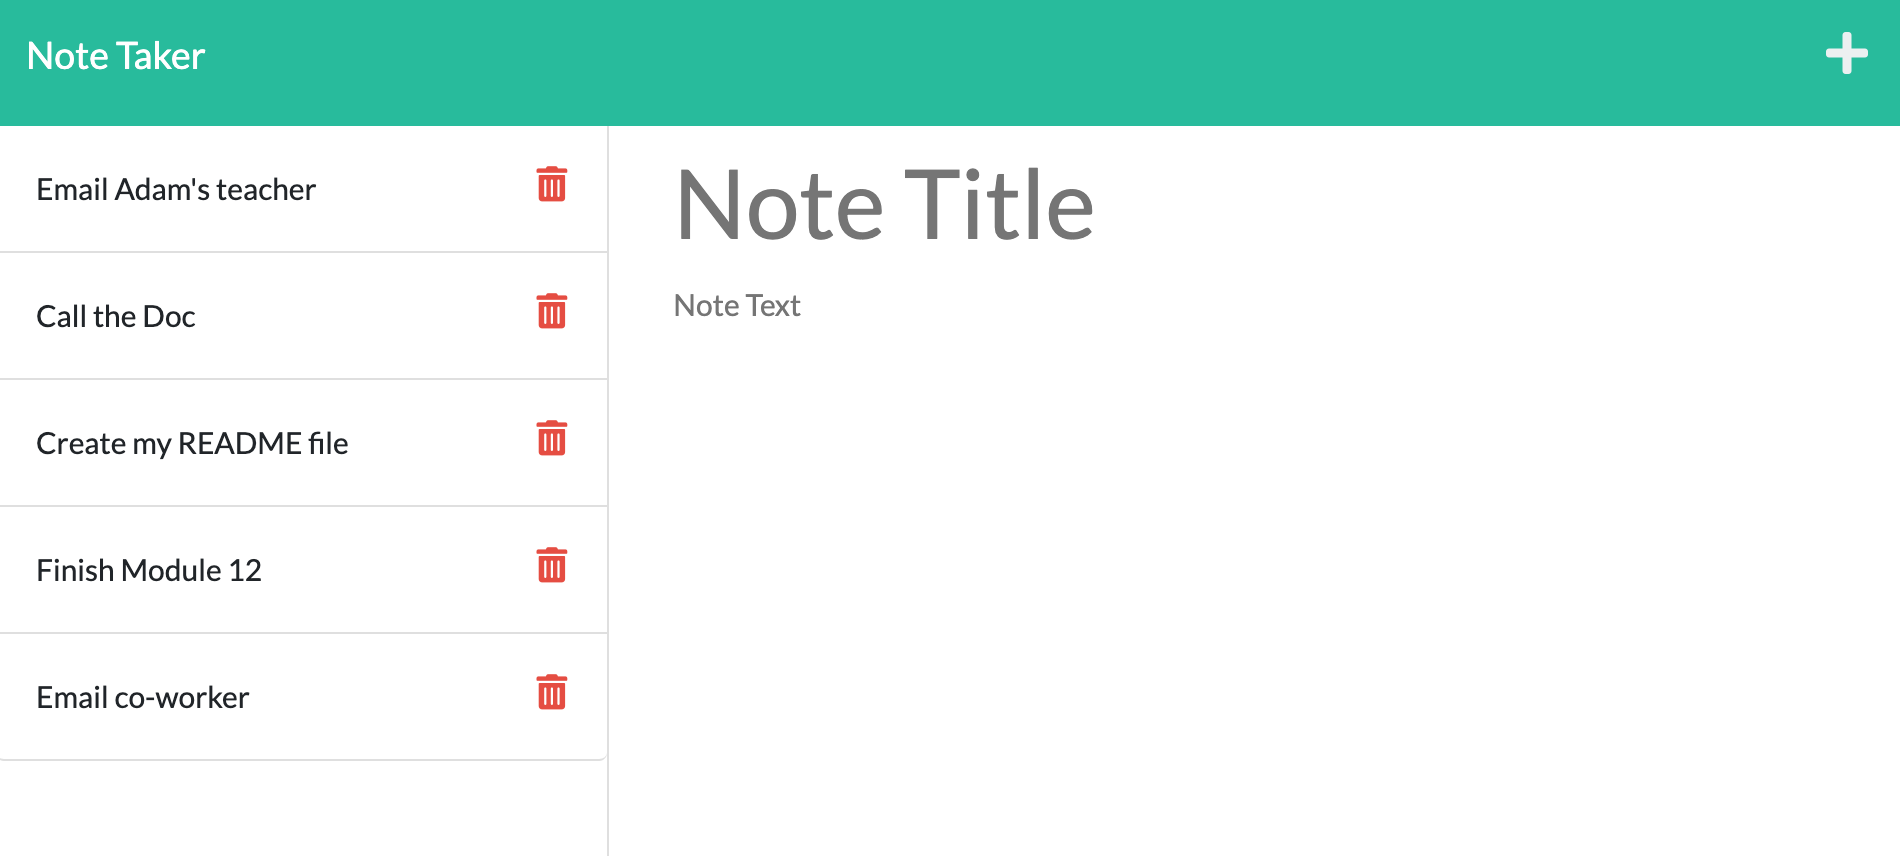 Note Taker
Email Adam's teacher
Call the Doc
Create my README file
Finish Module 12
Email co-worker
Note Title
Note Text